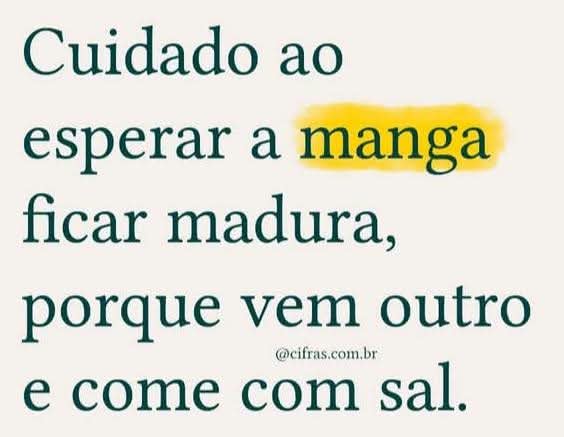 Cuidado ao
esperar a manga
ficar madura,
porque vem outro
@cifras.com.br
e come com sal.